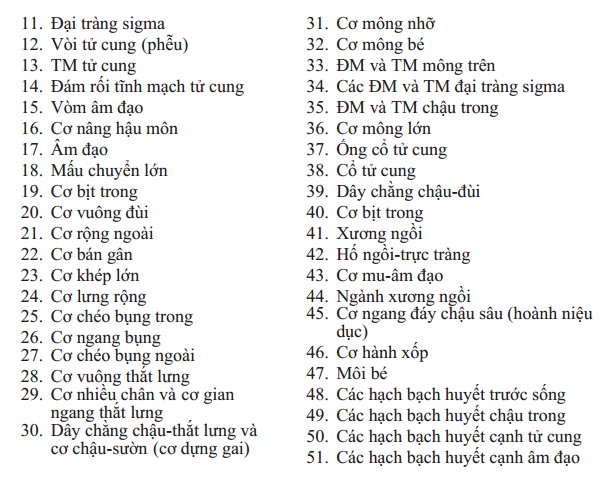 11. Đại tràng sigma
12. Vòi tử cung (phễu)
13. TM tử cung
14. Đám rối tĩnh mạch tử cung
15. Vòm âm đạo
16. Cơ nâng hậu môn
17. Âm đạo
18. Mấu chuyển lớn
19. Cơ bịt trong
20. Cơ vuông đùi
21. Cơ rộng ngoài
22. Cơ bán gân
23. Cơ khép lớn
24. Cơ lưng rộng
25. Cơ chéo bụng trong
26. Cơ ngang bụng
27. Cơ chéo bụng ngoài
28. Cơ vuông thắt lưng
29. Cơ nhiều chân và cơ gian
ngang thắt lưng
30. Dây chằng chậu-thắt lưng và
cơ chậu-sườn (cơ dựng gai)
31. Cơ mông nhỡ
32. Cơ mông bé
33. ĐM và TM mông trên
34. Các ĐM và TM đại tràng sigma
35. ĐM và TM chậu trong
36. Cơ mông lớn
37. Ống cổ tử cung
38. Cổ tử cung
39. Dây chằng chậu-đùi
40. Cơ bịt trong
41. Xương ngồi
42. Hố ngồi-trực tràng
43. Cơ mu-âm đạo
44. Ngành xương ngồi
45. Cơ ngang đáy chậu sâu (hoành niệu
dục)
46. Cơ hành xốp
47. Môi bé
48. Các hạch bạch huyết trước sống
49. Các hạch bạch huyết chậu trong
50. Các hạch bạch huyết cạnh tử cung
51. Các hạch bạch huyết cạnh âm đạo